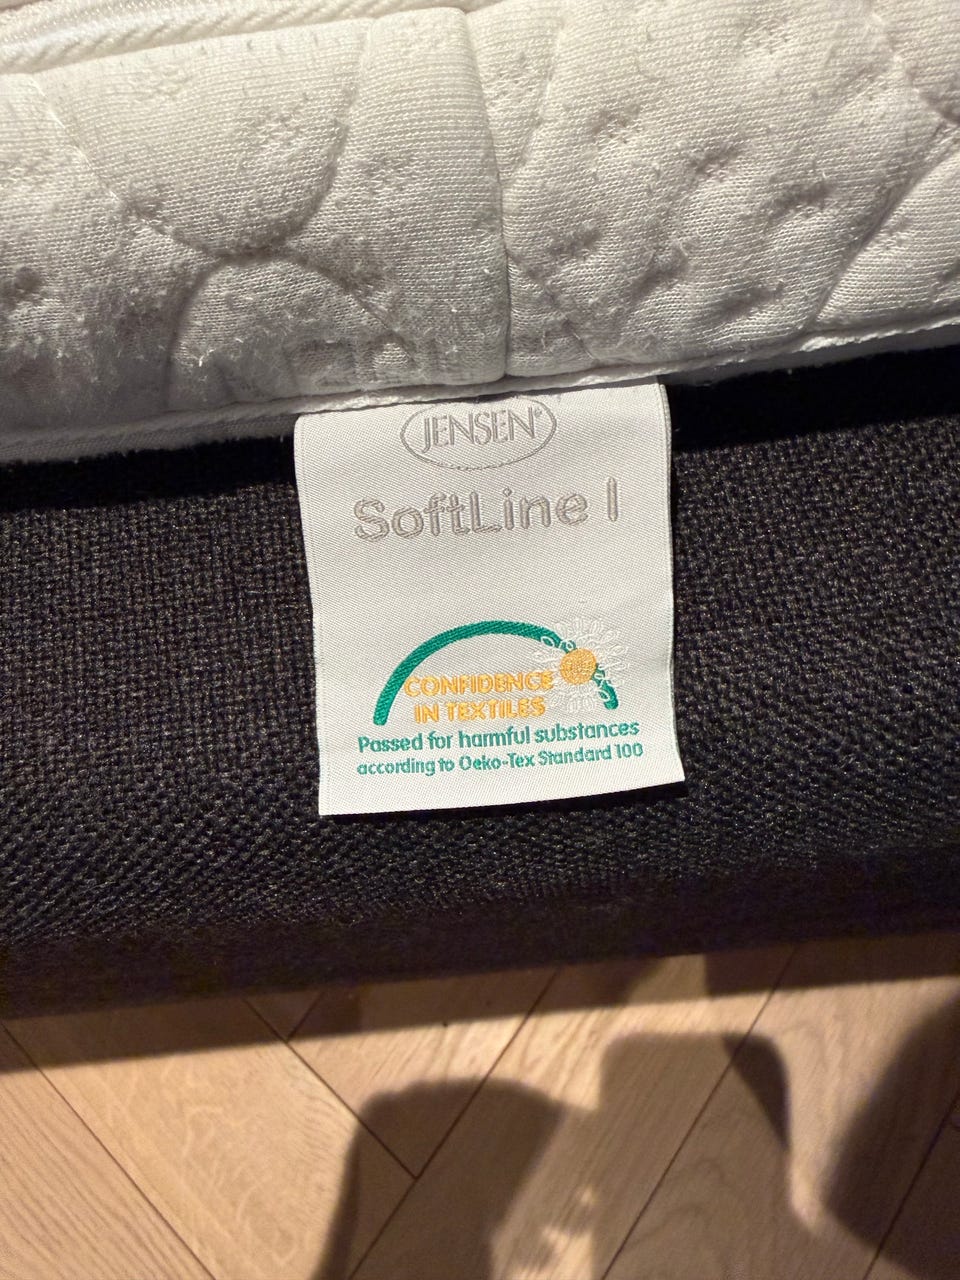 JENSEN®
SoftLine I
CONFIDENCE
IN TEXTILES
Passed for harmful substances
according to Oeko-Tex Standard 100